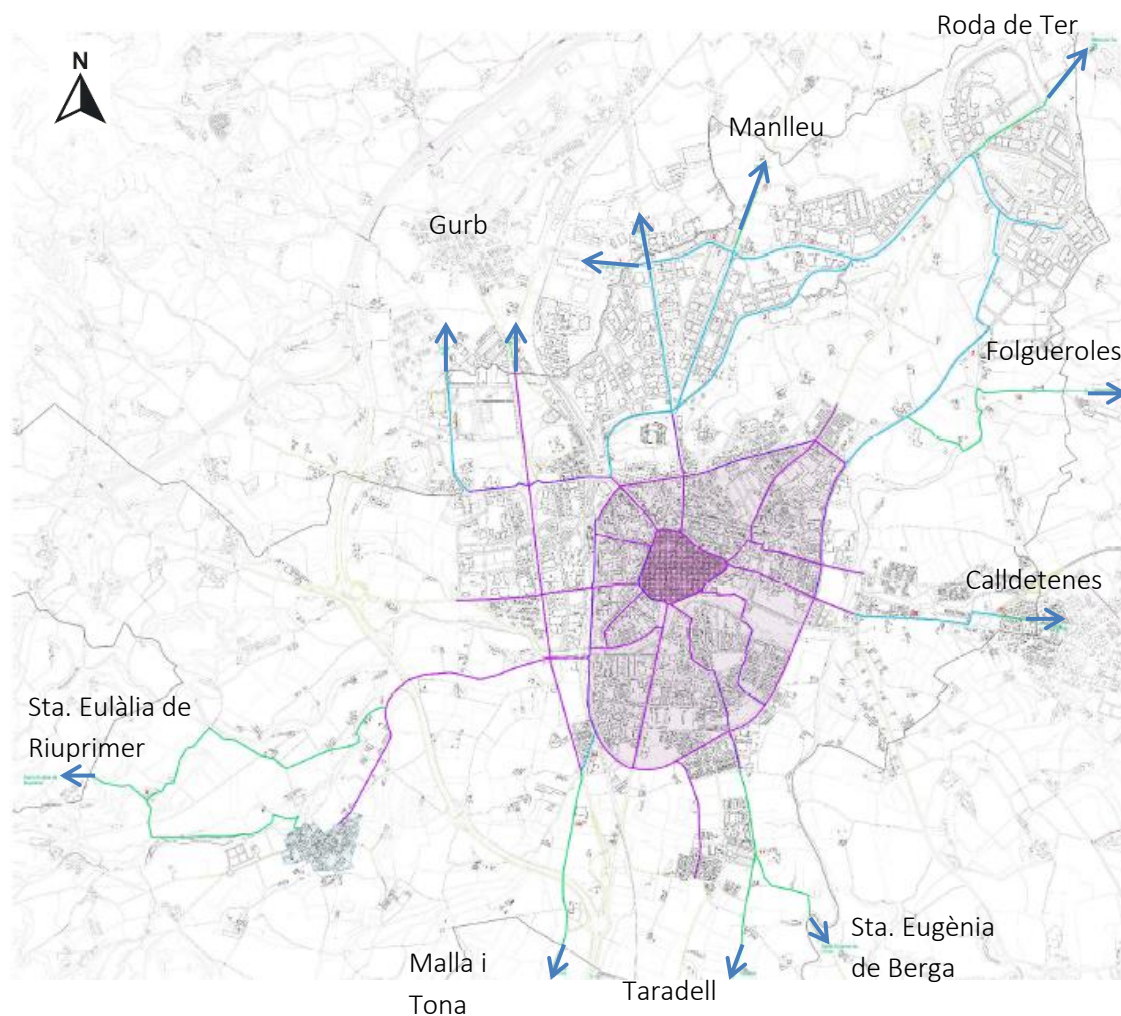 Roda de Ter
N
Manlleu
Gurb
Folgueroles
Calldetenes
Sta. Eulàlia de
Riuprimer
Sta. Eugènia
de Berga
Malla i
Tona
Taradell